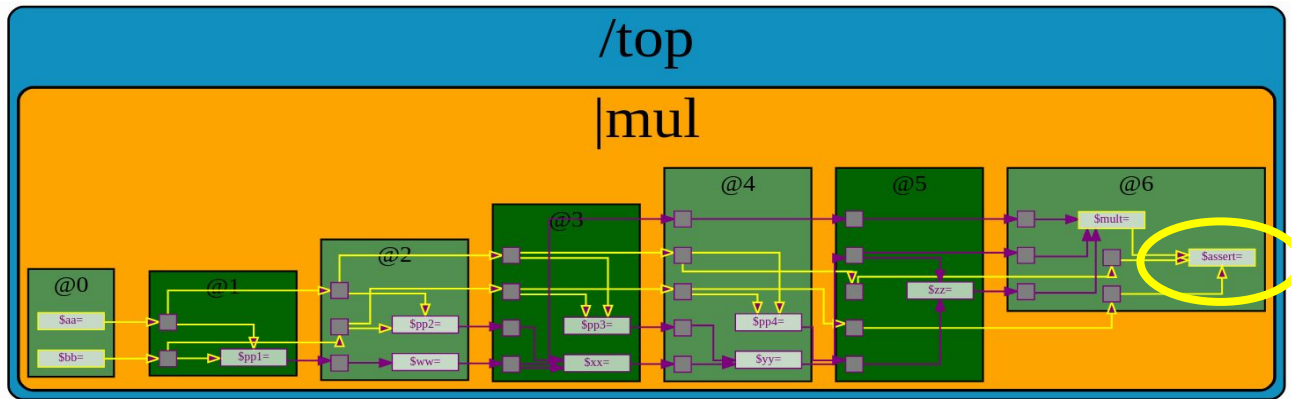 /top
|mul
@0
$aa=
$bb=
@1
$pp1=
@2
$pp2=
$ww=
@3
$pp3=
$xx=
@4
$pp4=
$yy=
@5
$zz=
@6
$mult=
$assert=